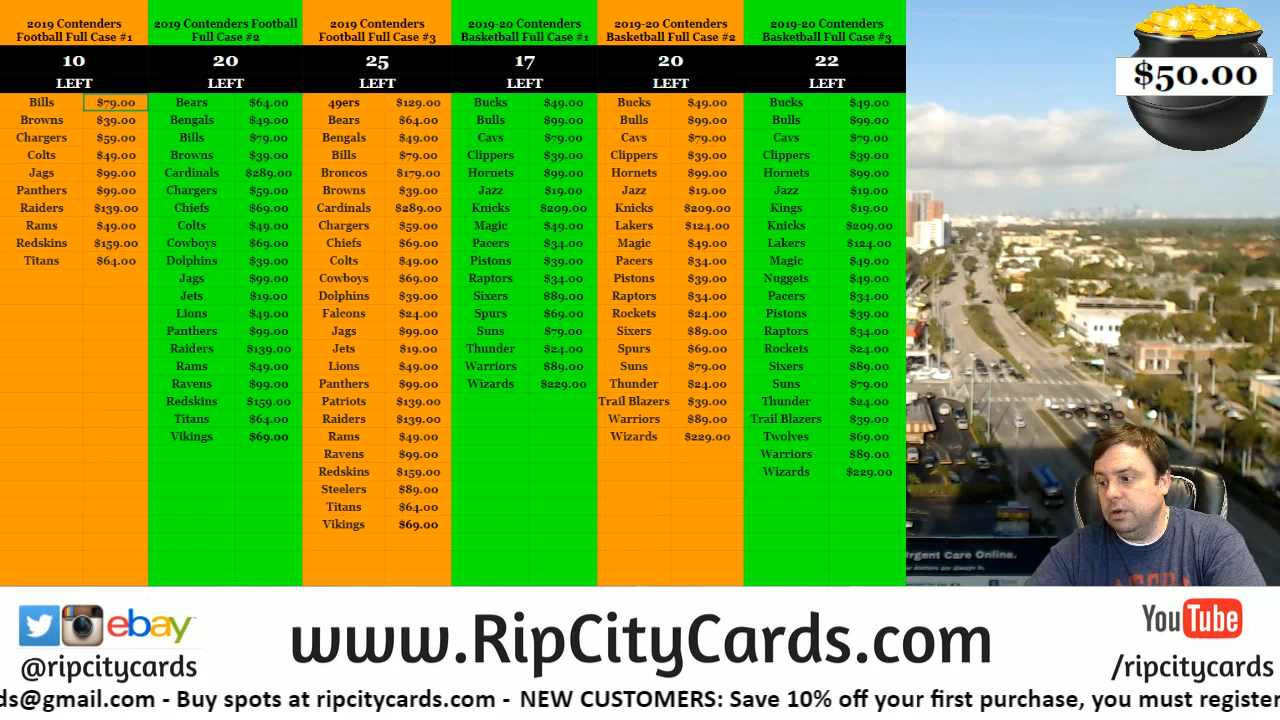 2019 Contenders
Football Full Case #1
10
LEFT
Bills $79.00
Browns $39.00
Chargers $59.00
Colts $49.00
Jags $99.00
Panthers $99.00
Raiders $139.00
Rams $49.00
Redskins $159.00
Titans $64.00
2019 Contenders Football
Full Case #2
20
LEFT
Bears $64.00
Bengals $49.00
Bills $79.00
Browns $39.00
Cardinals $289.00
Chargers $59.00
Chiefs $69.00
Colts $49.00
Cowboys $69.00
Dolphins $39.00
Jags $99.00
Jets $19.00
Lions $49.00
Panthers $99.00
Raiders $139.00
Rams $49.00
Ravens $99.00
Redskins $159.00
Titans $64.00
Vikings $69.00
2019 Contenders
Football Full Case #3
25
LEFT
49ers $129.00
Bears $64.00
Bengals $49.00
Bills $79.00
Broncos $179.00
Browns $39.00
Cardinals $289.00
Chargers $59.00
Chiefs $69.00
Colts $49.00
Cowboys $69.00
Dolphins $39.00
Falcons $24.00
Jags $99.00
Jets $19.00
Lions $49.00
Panthers $99.00
Patriots $139.00
Raiders $139.00
Rams $49.00
Ravens $99.00
Redskins $159.00
Steelers $89.00
Titans $64.00
Vikings $69.00
2019-20 Contenders
Basketball Full Case #1
17
LEFT
Bucks $49.00
Bulls $99.00
Cavs $79.00
Clippers $39.00
Hornets $99.00
Jazz $19.00
Knicks $209.00
Magic $49.00
Pacers $34.00
Pistons $39.00
Raptors $34.00
Sixers $89.00
Spurs $69.00
Suns $79.00
Thunder $24.00
Warriors $89.00
Wizards $229.00
2019-20 Contenders
Basketball Full Case #2
20
LEFT
Bucks $49.00
Bulls $99.00
Cavs $79.00
Clippers $39.00
Hornets $99.00
Jazz $19.00
Knicks $209.00
Lakers $124.00
Magic $49.00
Pacers $34.00
Pistons $39.00
Raptors $34.00
Rockets $24.00
Sixers $89.00
Spurs $69.00
Suns $79.00
Thunder $24.00
Trail Blazers $39.00
Warriors $89.00
Wizards $229.00
2019-20 Contenders
Basketball Full Case #3
22
LEFT
Bucks $49.00
Bulls $99.00
Cavs $79.00
Clippers $39.00
Hornets $99.00
Jazz $19.00
Kings $19.00
Knicks $209.00
Lakers $124.00
Magic $49.00
Nuggets $49.00
Pacers $34.00
Pistons $39.00
Raptors $34.00
Rockets $24.00
Sixers $89.00
Suns $79.00
Thunder $24.00
Trail Blazers $39.00
Twolves $69.00
Warriors $89.00
Wizards $229.00
$50.00
Urgent Care Online.
ebay
@ripcitycards
www.RipCityCards.com
YouTube
/ripcitycards
ds@gmail.com - Buy spots at ripcitycards.com - NEW CUSTOMERS: Save 10% off your first purchase, you must register